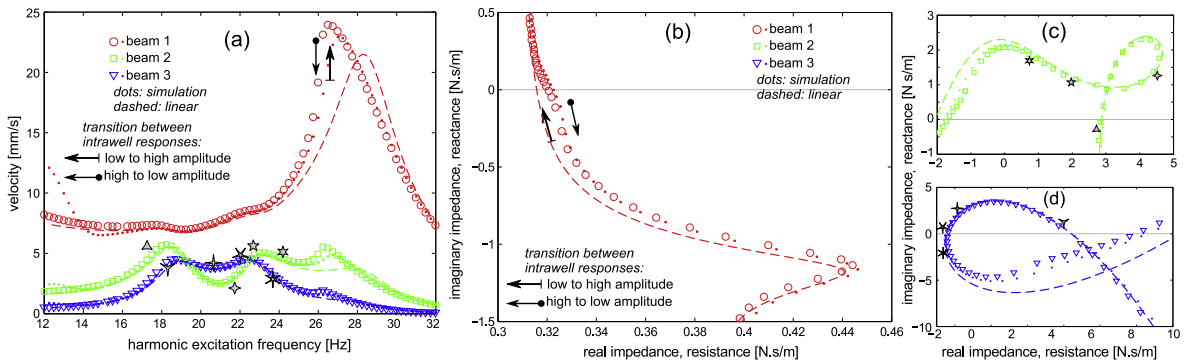 (a)
beam 1
beam 2
beam 3
dots: simulation
dashed: linear
transition between
intrawell responses:
low to high amplitude
high to low amplitude
velocity [mm/s]
25
20
15
10
5
0
12 14 16 18 20 22 24 26 28 30 32
harmonic excitation frequency [Hz]
(b)
beam 1
beam 2
beam 3
dots: simulation
dashed: linear
transition between
intrawell responses:
low to high amplitude
high to low amplitude
imaginary impedance, reactance [N.s/m]
0.5
0
−0.5
−1
−1.5
0.3 0.32 0.34 0.36 0.38 0.4 0.42 0.44 0.46
real impedance, resistance [N.s/m]
(c)
imaginary impedance, reactance [N s/m]
3
2
1
0
−1
−2 −1 0 1 2 3 4 5
(d)
5
0
−5
−10
−2 0 2 4 6 8 10
real impedance, resistance [N.s/m]